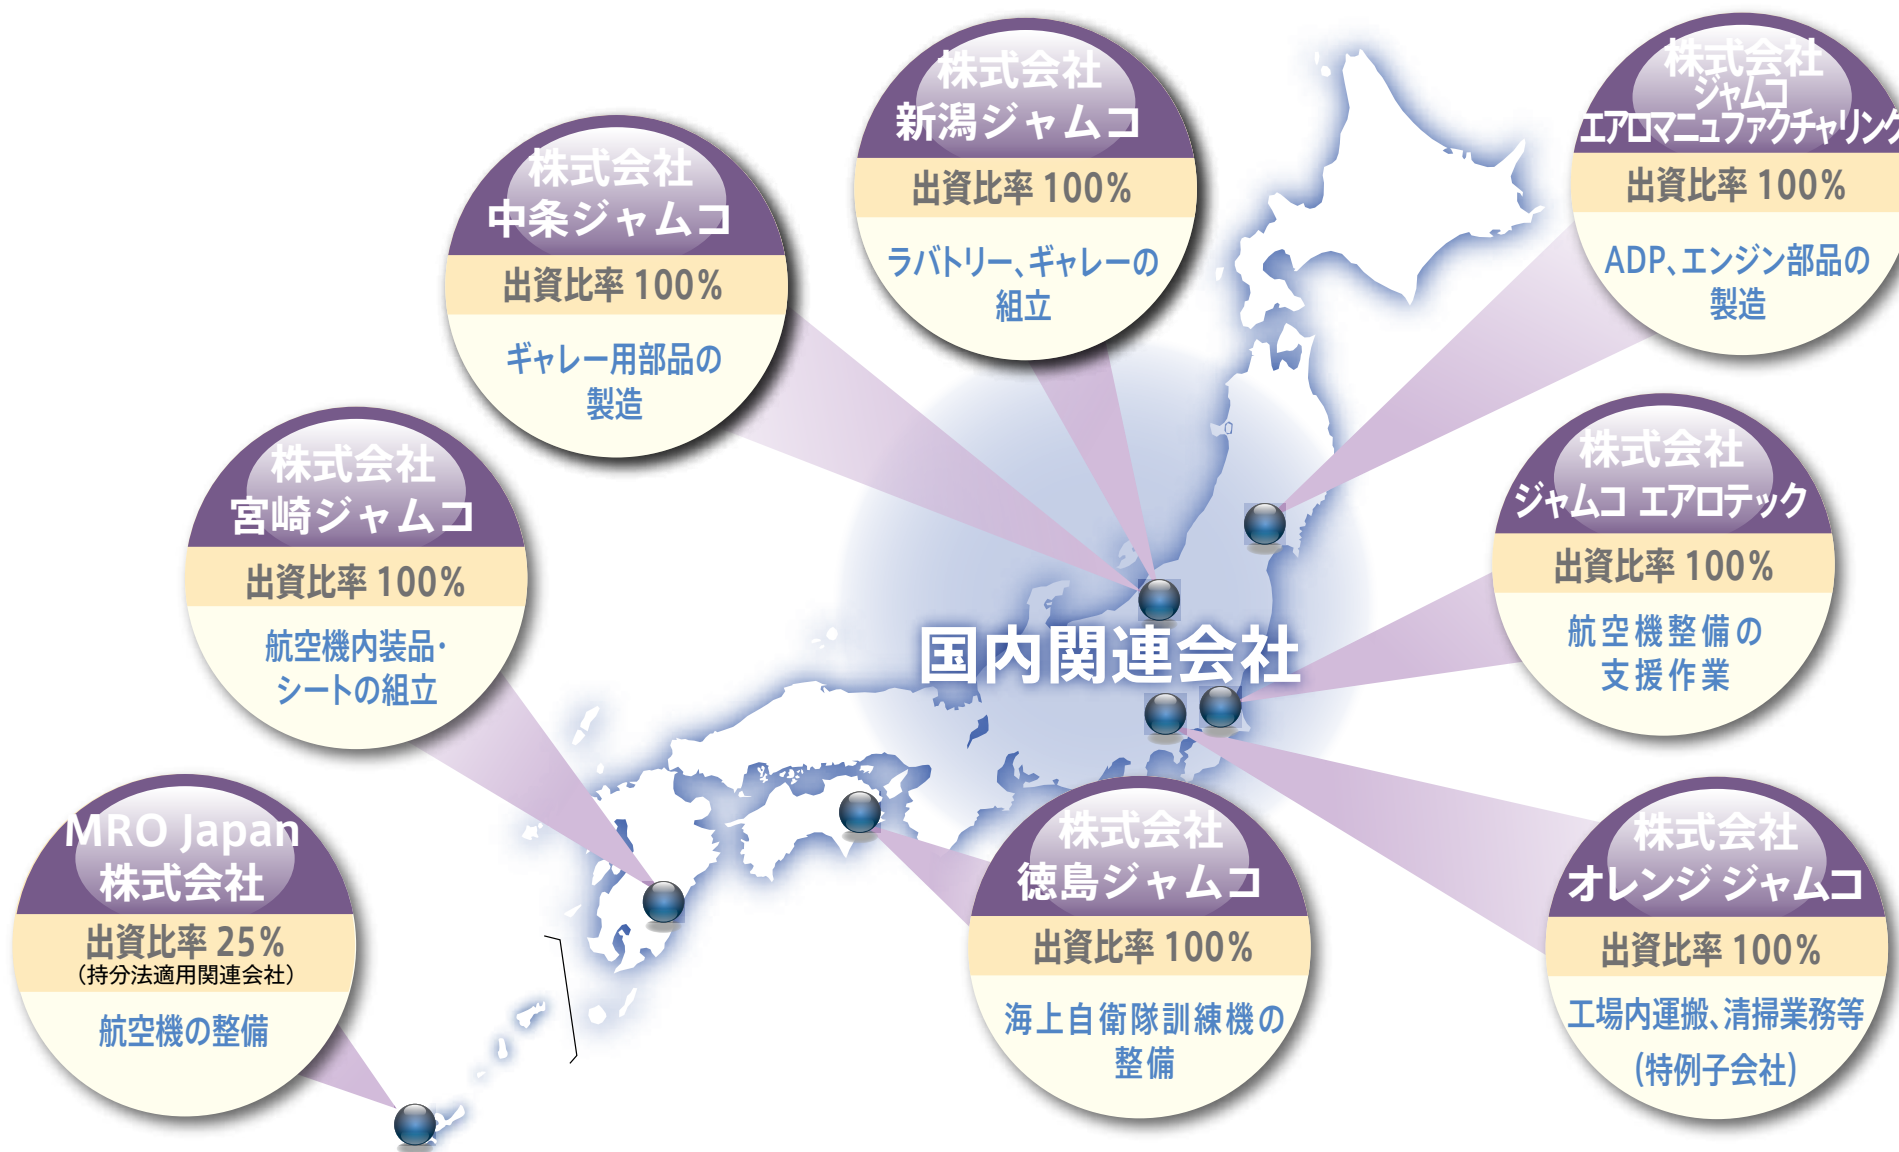 株式会社
新潟ジャムコ
出資比率 100%
ラバトリー、ギャレーの
組立
株式会社
ジャムコ
エアロマニュファクチャリング
出資比率 100%
ADP、エンジン部品の
製造
株式会社
中条ジャムコ
出資比率 100%
ギャレー用部品の
製造
株式会社
宮崎ジャムコ
出資比率 100%
航空機内装品・
シートの組立
株式会社
ジャムコ エアロテック
出資比率 100%
航空機整備の
支援作業
国内関連会社
MRO Japan
株式会社
出資比率 25%
（持分法適用関連会社）
航空機の整備
株式会社
徳島ジャムコ
出資比率 100%
海上自衛隊訓練機の
整備
株式会社
オレンジ ジャムコ
出資比率 100%
工場内運搬、清掃業務等
(特例子会社)